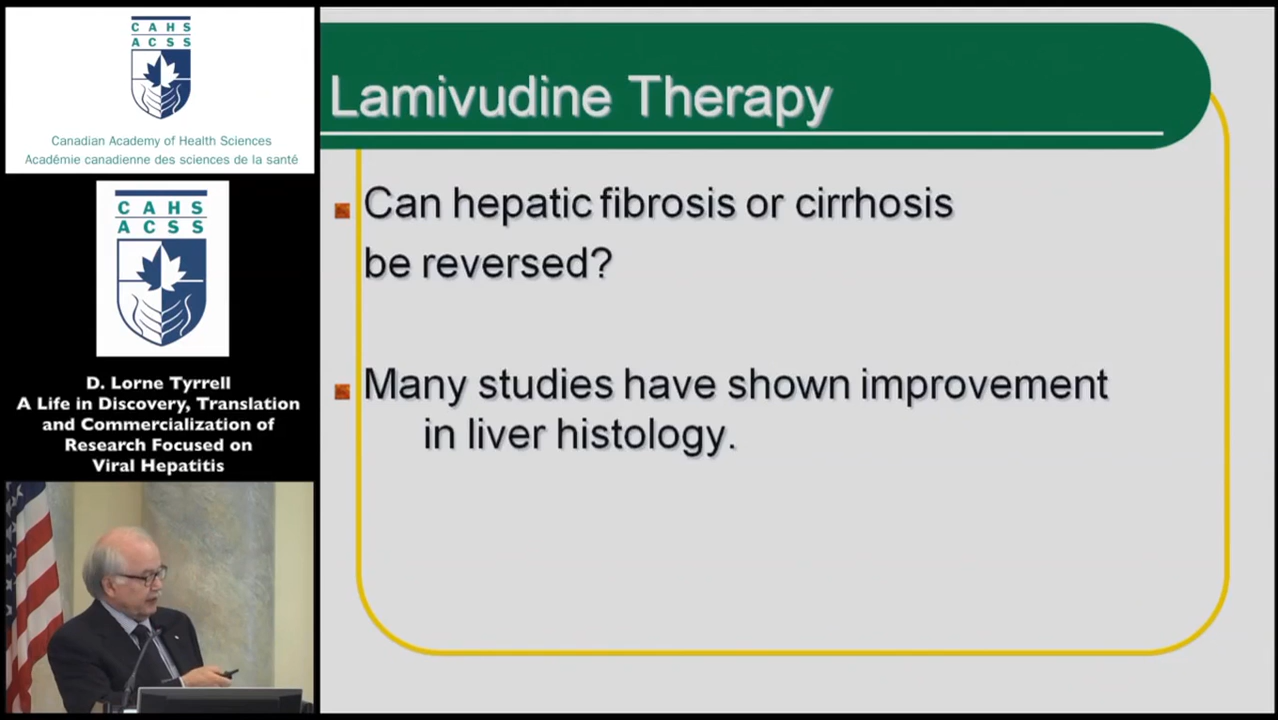 CAHS
ACSS
Canadian Academy of Health Sciences
Académie canadienne des sciences de la santé
CAHS
ACSS
D. Lorne Tyrrell
A Life in Discovery, Translation
and Commercialization of
Research Focused on
Viral Hepatitis
Lamivudine Therapy
Can hepatic fibrosis or cirrhosis
be reversed?
Many studies have shown improvement
in liver histology.